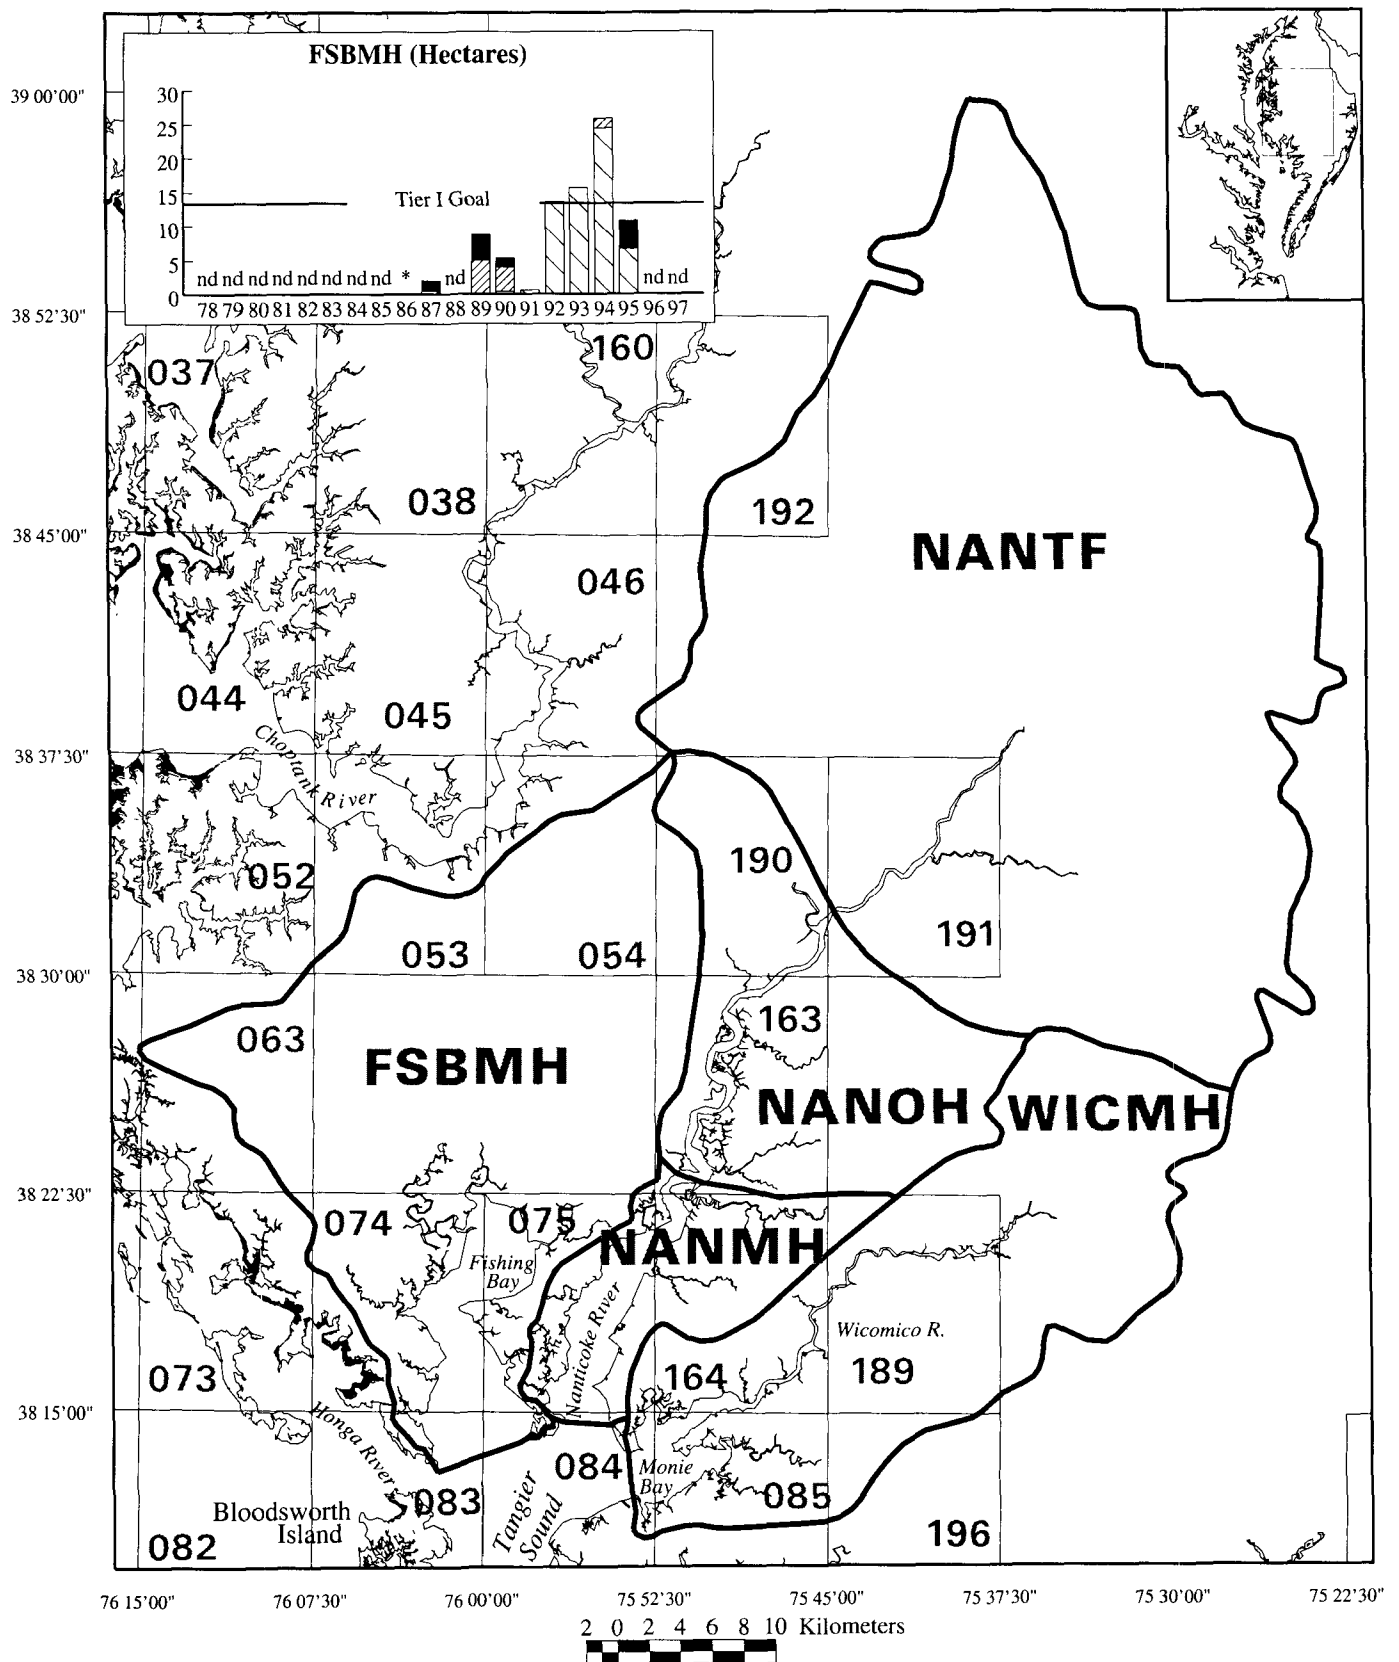 FSBMH (Hectares)
30
25
20
15
10
5
0
Tier I Goal
nd nd nd nd nd nd nd nd * nd nd nd
78 79 80 81 82 83 84 85 86 87 88 89 90 91 92 93 94 95 96 97
39 00'00"
38 52'30"
38 45'00"
38 37'30"
38 30'00"
38 22'30"
38 15'00"
037
160
038
192
NANTF
046
044
045
Choptank River
190
052
191
053
054
063
163
FSBMH
NANOH
WICMH
074
075
NANMH
Fishing
Bay
Nanticoke River
Wicomico R.
073
164
189
Honga River
084
Monie
Bay
085
083
Tangier
Sound
Bloodsworth
Island
082
196
76 15'00"
76 07'30"
76 00'00"
75 52'30"
75 45'00"
75 37'30"
75 30'00"
75 22'30"
2 0 2 4 6 8 10 Kilometers